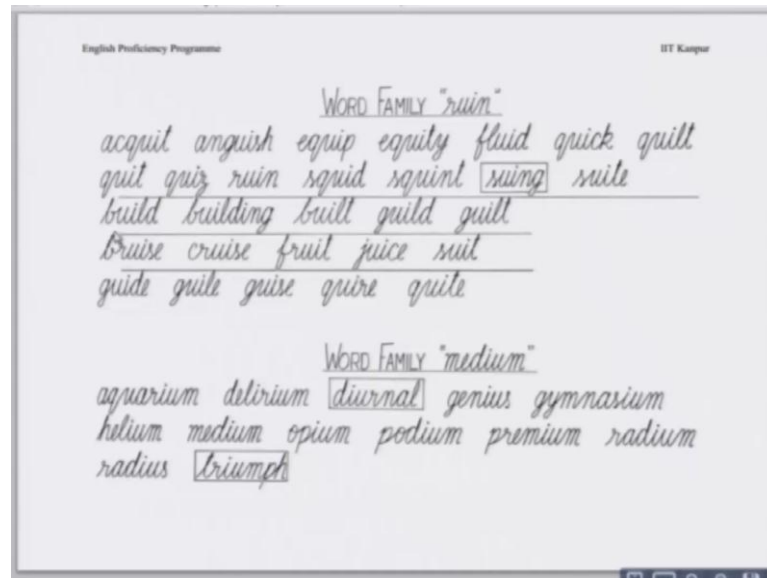 English Proficiency Programme IIT Kanpur
WORD FAMILY "ruin"
acquit anguish equip equity fluid quick quilt
quit quiz ruin squid squint suing suite
build building built guild guilt
bruise cruise fruit juice suit
guide guile guise quire quite
WORD FAMILY "medium"
aquarium delirium diurnal genius gymnasium
helium medium opium podium premium radium
radius triumph